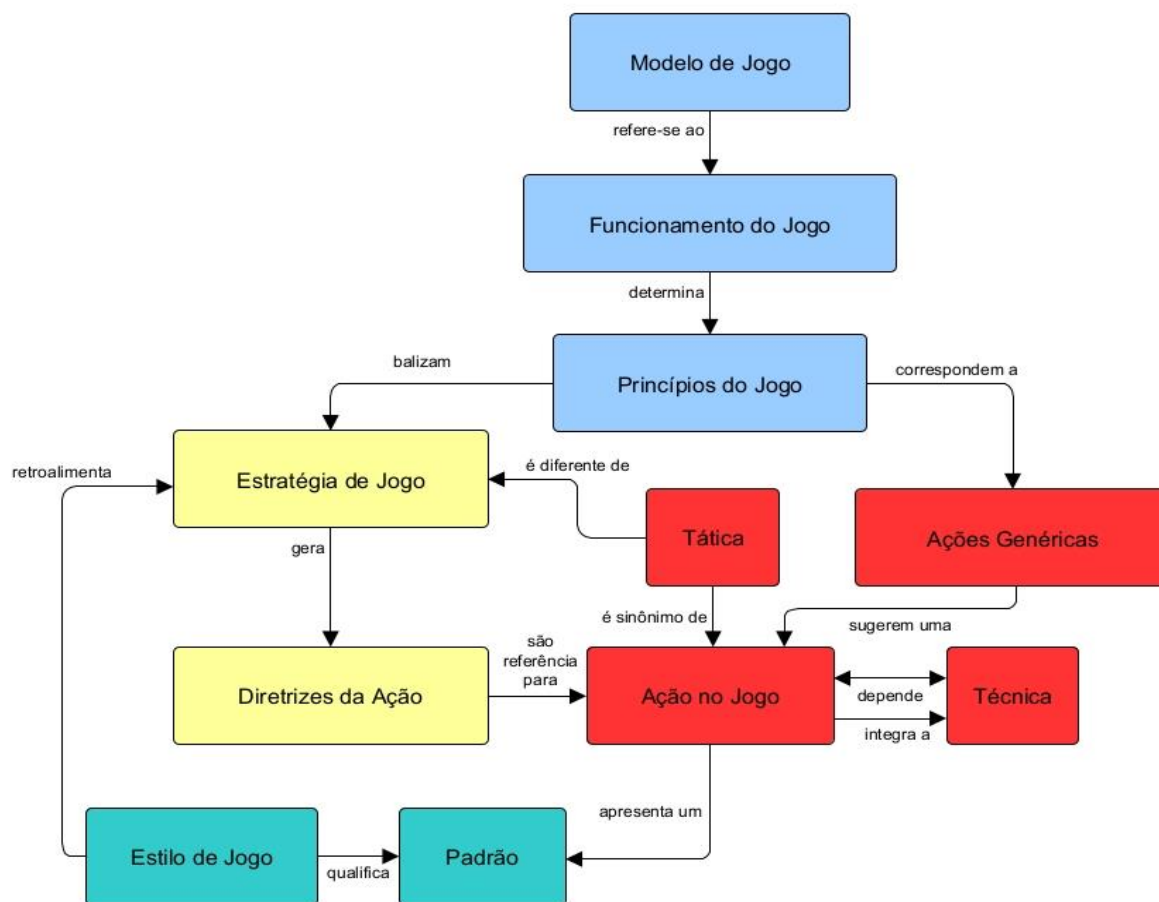 Modelo de Jogo
refere-se ao
Funcionamento do Jogo
determina
Princípios do Jogo
balizam
correspondem a
Estratégia de Jogo
retroalimenta
é diferente de
Tática
Ações Genéricas
gera
é sinônimo de
sugerem uma
são
referência
para
Diretrizes da Ação
Ação no Jogo
depende
Técnica
integra a
apresenta um
Estilo de Jogo
qualifica
Padrão